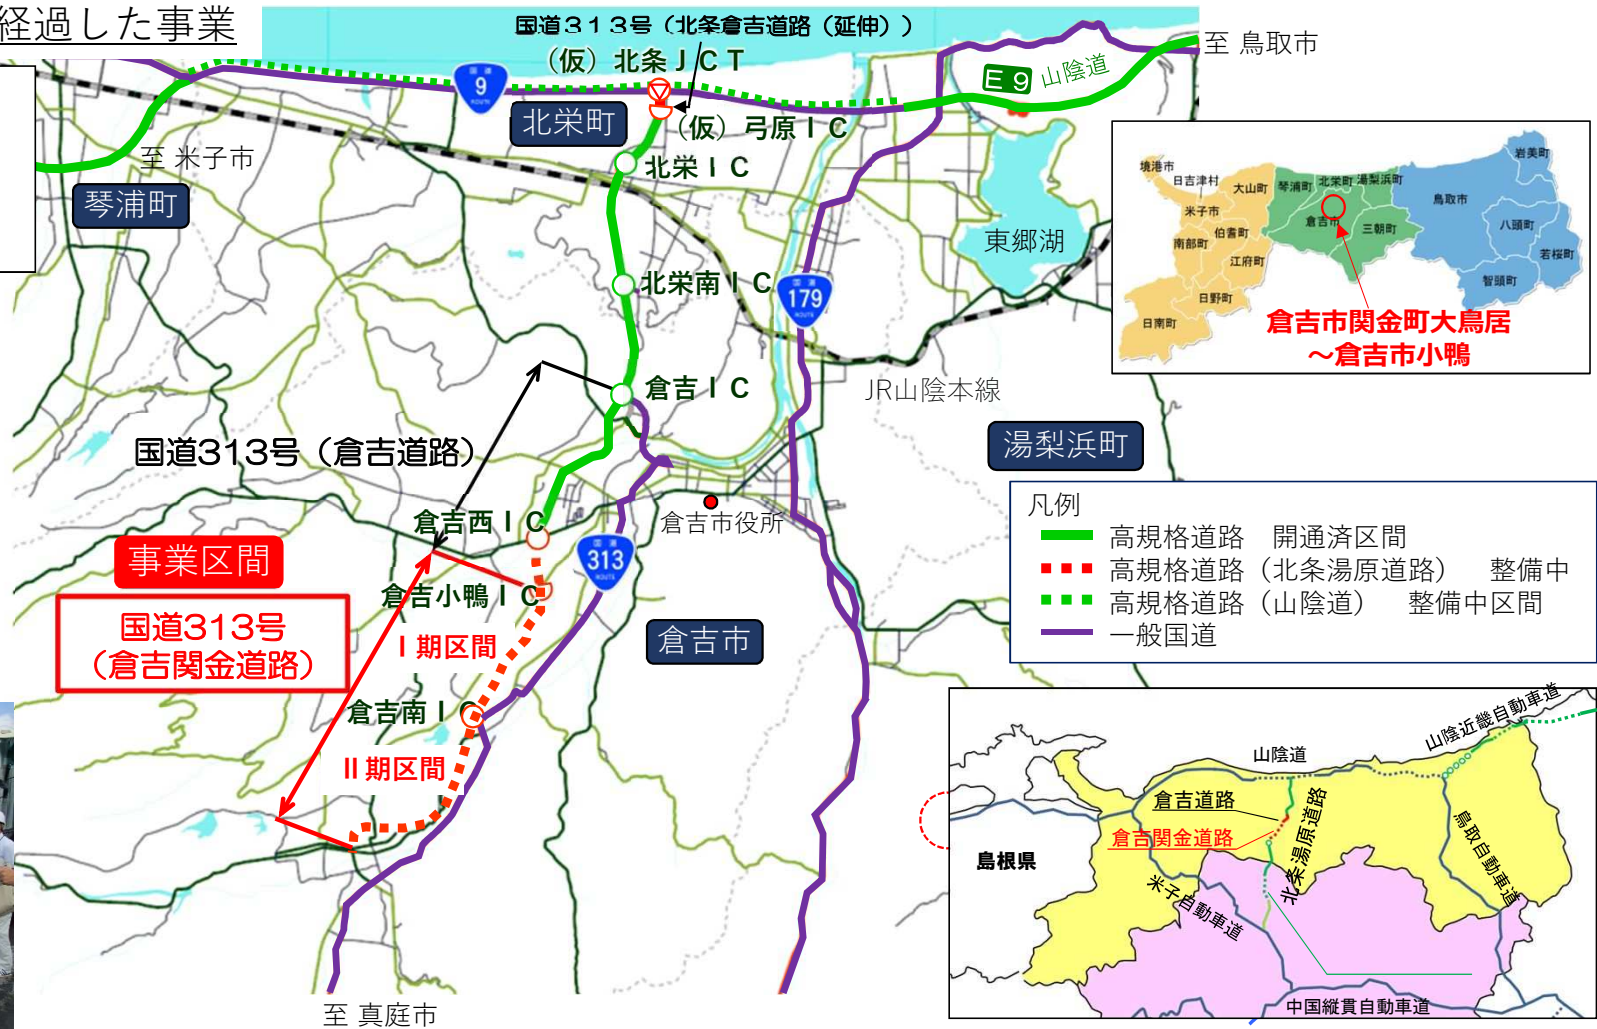 経過した事業
国道３１３号（北条倉吉道路（延伸））
（仮）北条ＪＣＴ
至 鳥取市
国道
9
ROUTE
E9 山陰道
北栄町
（仮）弓原ＩＣ
至 米子市
北栄ＩＣ
琴浦町
東郷湖
北栄南ＩＣ
国道
179
ROUTE
倉吉ＩＣ
JR山陰本線
国道313号（倉吉道路）
湯梨浜町
倉吉西ＩＣ
倉吉市役所
国道
313
ROUTE
事業区間
倉吉小鴨ＩＣ
国道313号
（倉吉関金道路）
Ⅰ期区間
倉吉市
倉吉南ＩＣ
Ⅱ期区間
至 真庭市
境港市
日吉津村
大山町
琴浦町
北栄町
湯梨浜町
岩美町
米子市
鳥取市
倉吉市
三朝町
八頭町
南部町
伯耆町
江府町
若桜町
智頭町
日野町
日南町
倉吉市関金町大鳥居
～倉吉市小鴨
凡例
高規格道路　開通済区間
高規格道路（北条湯原道路）　整備中
高規格道路（山陰道）　整備中区間
一般国道
山陰近畿自動車道
山陰道
倉吉道路
倉吉関金道路
北条湯原道路
鳥取自動車道
島根県
米子自動車道
中国縦貫自動車道